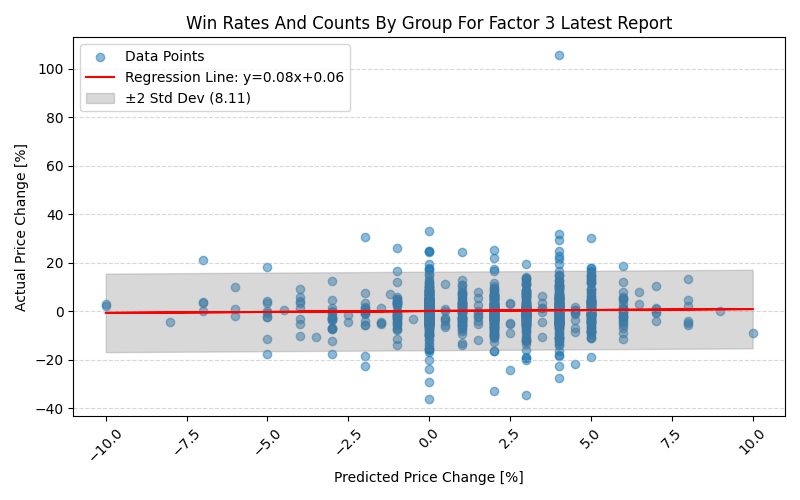 Win Rates And Counts By Group For Factor 3 Latest Report
Data Points
Regression Line: y=0.08x+0.06
±2 Std Dev (8.11)
Actual Price Change [%]
100
80
60
40
20
0
−20
−40
−10.0
−7.5
−5.0
−2.5
0.0
2.5
5.0
7.5
10.0
Predicted Price Change [%]